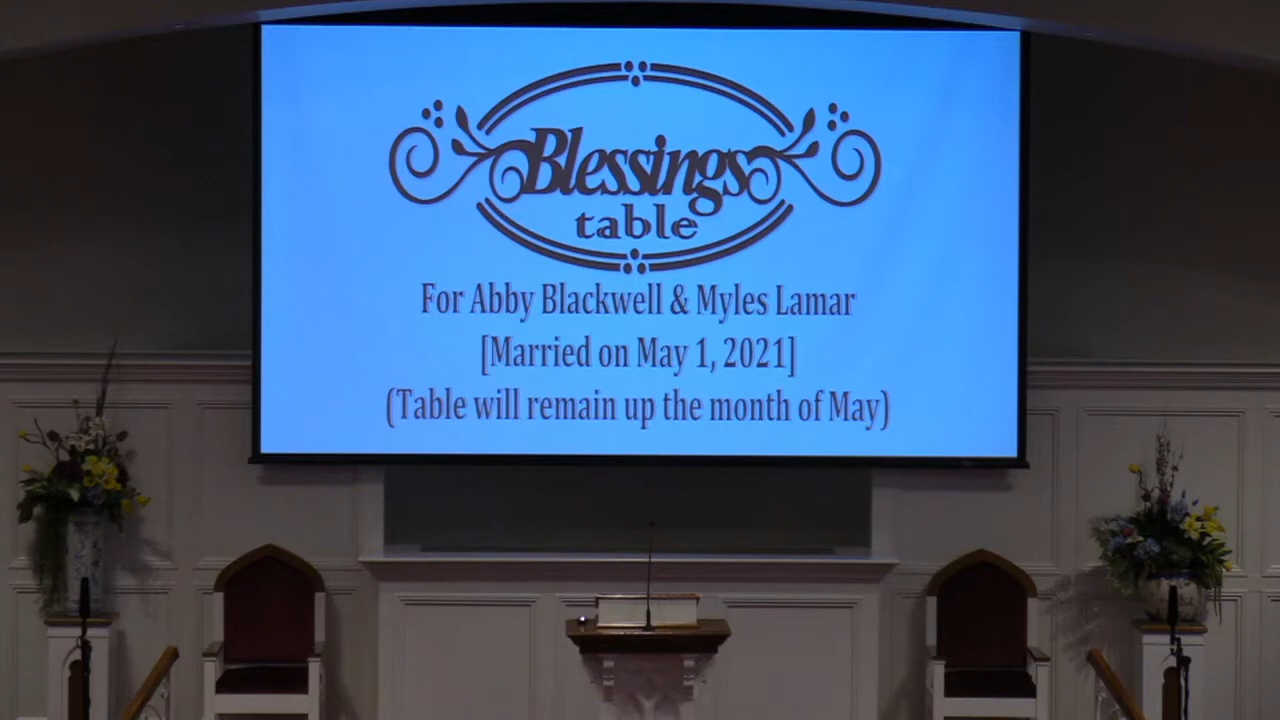 Blessings
table
For Abby Blackwell & Myles Lamar
[Married on May 1, 2021]
(Table will remain up the month of May)